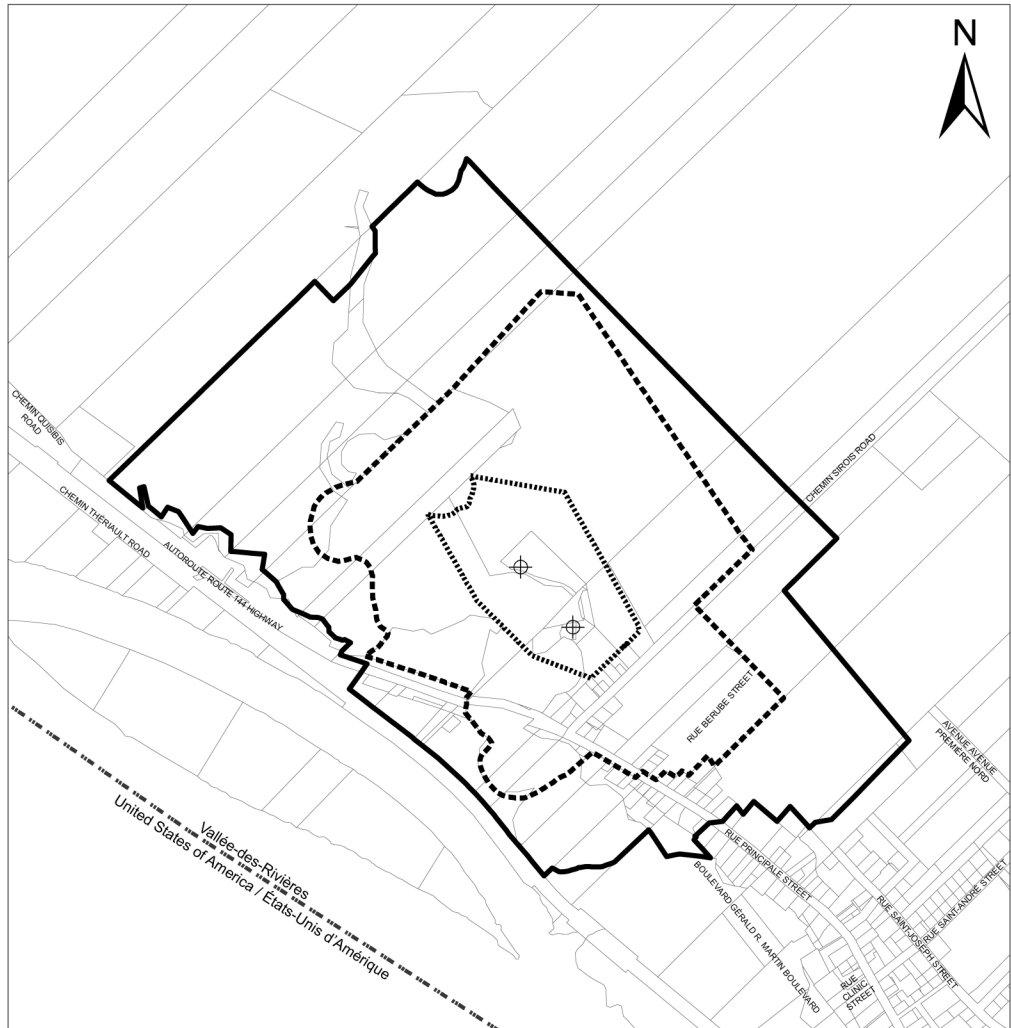 N
CHEMIN QUISIBIS
ROAD
CHEMIN THÉRIAULT ROAD
AUTOROUTE ROUTE 144 HIGHWAY
CHEMIN SIROIS ROAD
RUE BERUBE STREET
AVENUE AVENUE
PREMIÈRE NORD
RUE PRINCIPALE STREET
BOULEVARD GÉRALD R. MARTIN BOULEVARD
RUE SAINT-JOSEPH STREET
RUE SAINT-ANDRÉ STREET
RUE
CLINIC
STREET
Vallée-des-Rivières
United States of America / États-Unis d'Amérique